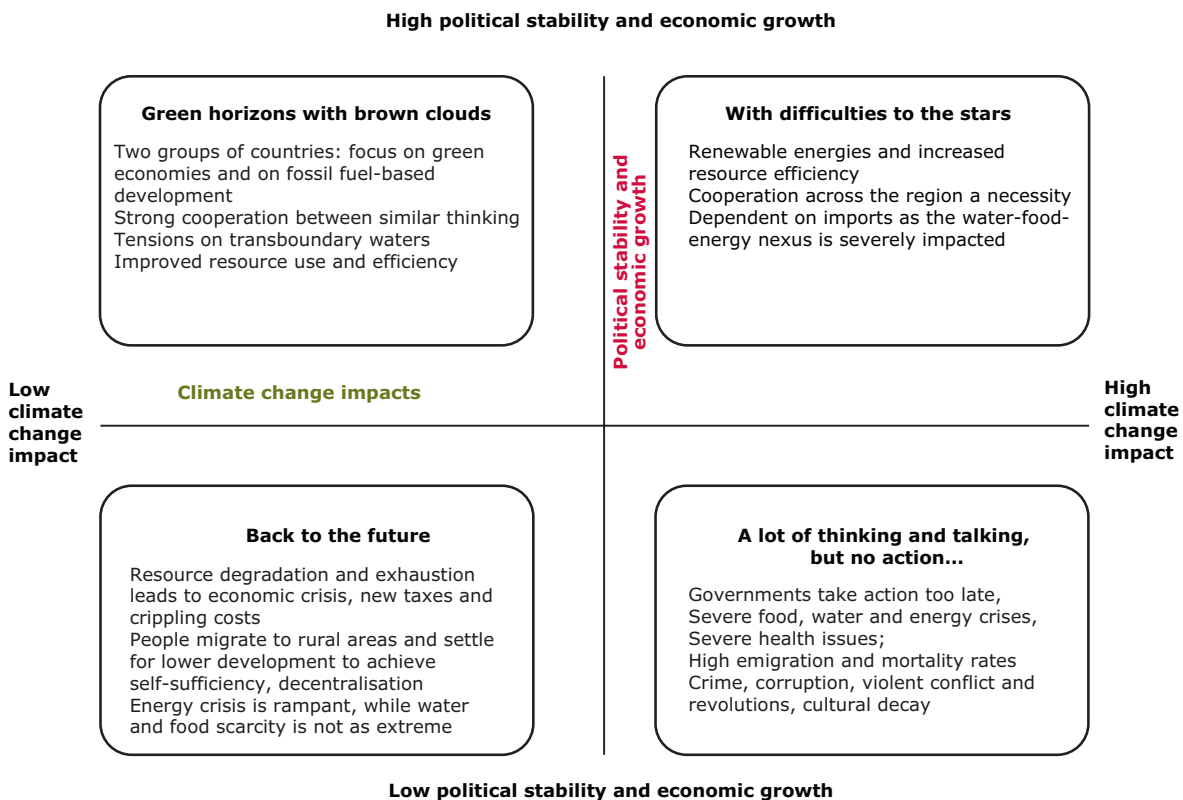 High political stability and economic growth
Green horizons with brown clouds
Two groups of countries: focus on green
economies and on fossil fuel-based
development
Strong cooperation between similar thinking
Tensions on transboundary waters
Improved resource use and efficiency
Political stability and
economic growth
With difficulties to the stars
Renewable energies and increased
resource efficiency
Cooperation across the region a necessity
Dependent on imports as the water-food-
energy nexus is severely impacted
Low
climate
change
impact
Climate change impacts
High
climate
change
impact
Back to the future
Resource degradation and exhaustion
leads to economic crisis, new taxes and
crippling costs
People migrate to rural areas and settle
for lower development to achieve
self-sufficiency, decentralisation
Energy crisis is rampant, while water
and food scarcity is not as extreme
A lot of thinking and talking,
but no action...
Governments take action too late,
Severe food, water and energy crises,
Severe health issues;
High emigration and mortality rates
Crime, corruption, violent conflict and
revolutions, cultural decay
Low political stability and economic growth